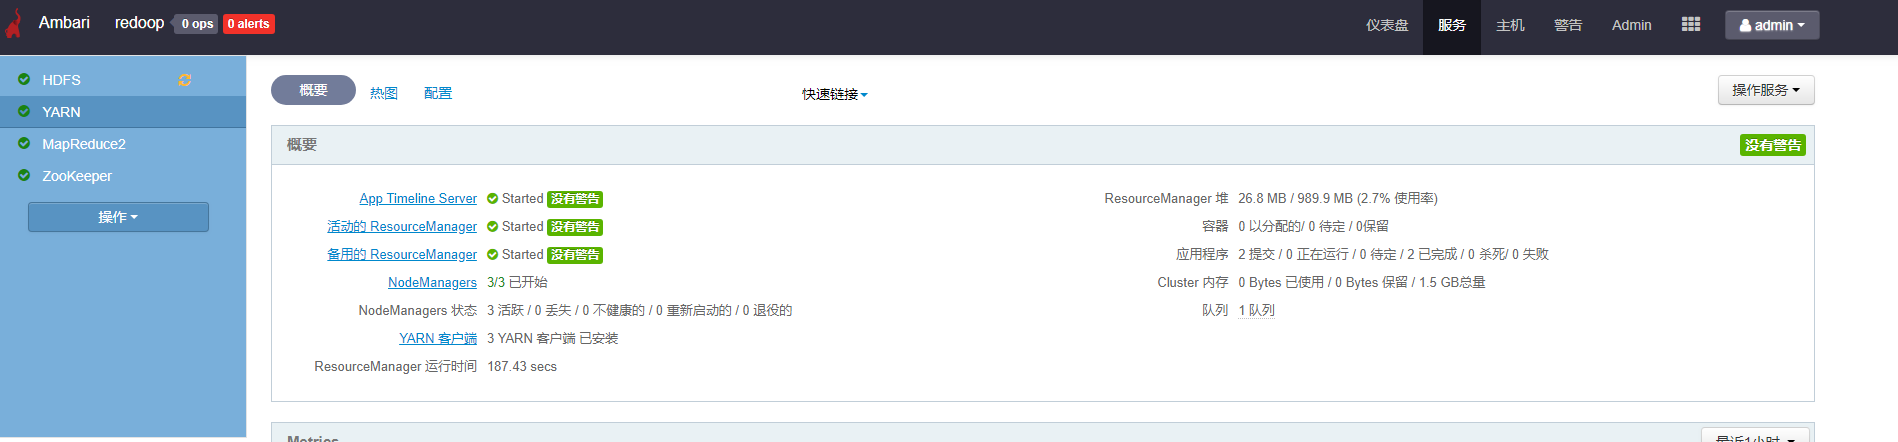 Ambari redoop 0 ops 0 alerts 仪表盘 服务 主机 警告 Admin admin
HDFS
YARN
MapReduce2
ZooKeeper
操作
概要 热图 配置 快速链接 操作服务
概要 没有警告
App Timeline Server Started 没有警告
活动的 ResourceManager Started 没有警告
备用的 ResourceManager Started 没有警告
NodeManagers 3/3 已开始
NodeManagers 状态 3 活跃 / 0 丢失 / 0 不健康的 / 0 重新启动的 / 0 退役的
YARN 客户端 3 YARN 客户端 已安装
ResourceManager 运行时间 187.43 secs
ResourceManager 堆 26.8 MB / 989.9 MB (2.7% 使用率)
容器 0 以分配的/ 0 待定 / 0保留
应用程序 2 提交 / 0 正在运行 / 0 待定 / 2 已完成 / 0 杀死/ 0 失败
Cluster 内存 0 Bytes 已使用 / 0 Bytes 保留 / 1.5 GB总量
队列 1 队列
Metrics 最近1小时